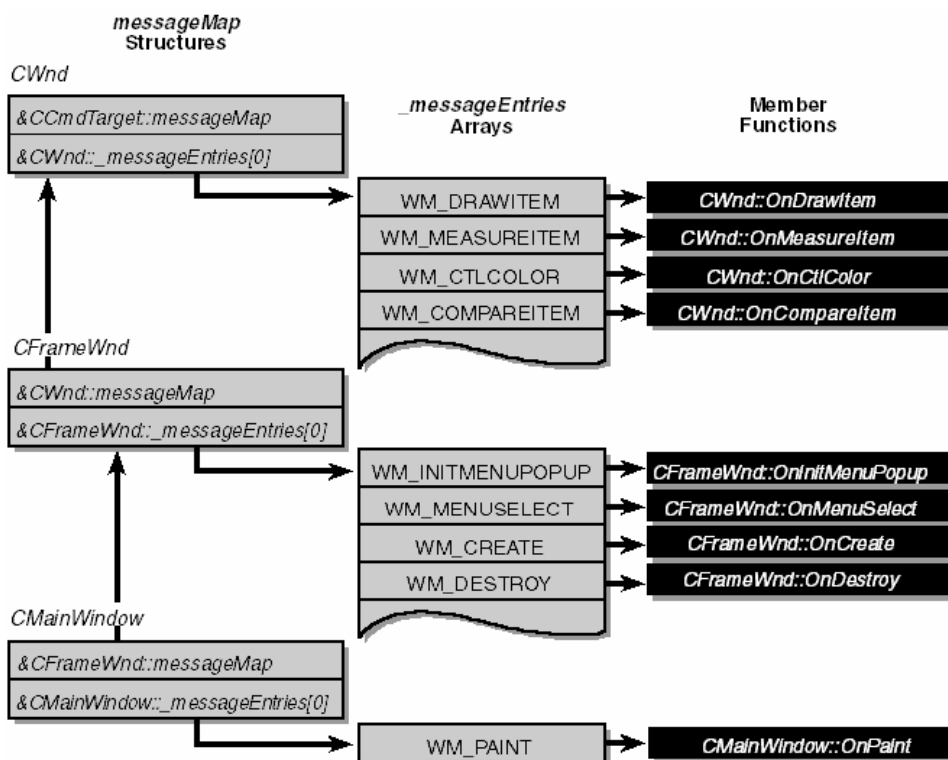 messageMap
Structures
CWnd
&CCmdTarget::messageMap
&CWnd::_messageEntries[0]
_messageEntries
Arrays
Member
Functions
WM_DRAWITEM
CWnd::OnDrawItem
WM_MEASUREITEM
CWnd::OnMeasureItem
WM_CTLCOLOR
CWnd::OnCtlColor
WM_COMPAREITEM
CWnd::OnCompareItem
CFrameWnd
&CWnd::messageMap
&CFrameWnd::_messageEntries[0]
WM_INITMENUPOPUP
CFrameWnd::OnInitMenuPopup
WM_MENUSELECT
CFrameWnd::OnMenuSelect
WM_CREATE
CFrameWnd::OnCreate
WM_DESTROY
CFrameWnd::OnDestroy
CMainWindow
&CFrameWnd::messageMap
&CMainWindow::_messageEntries[0]
WM_PAINT
CMainWindow::OnPaint